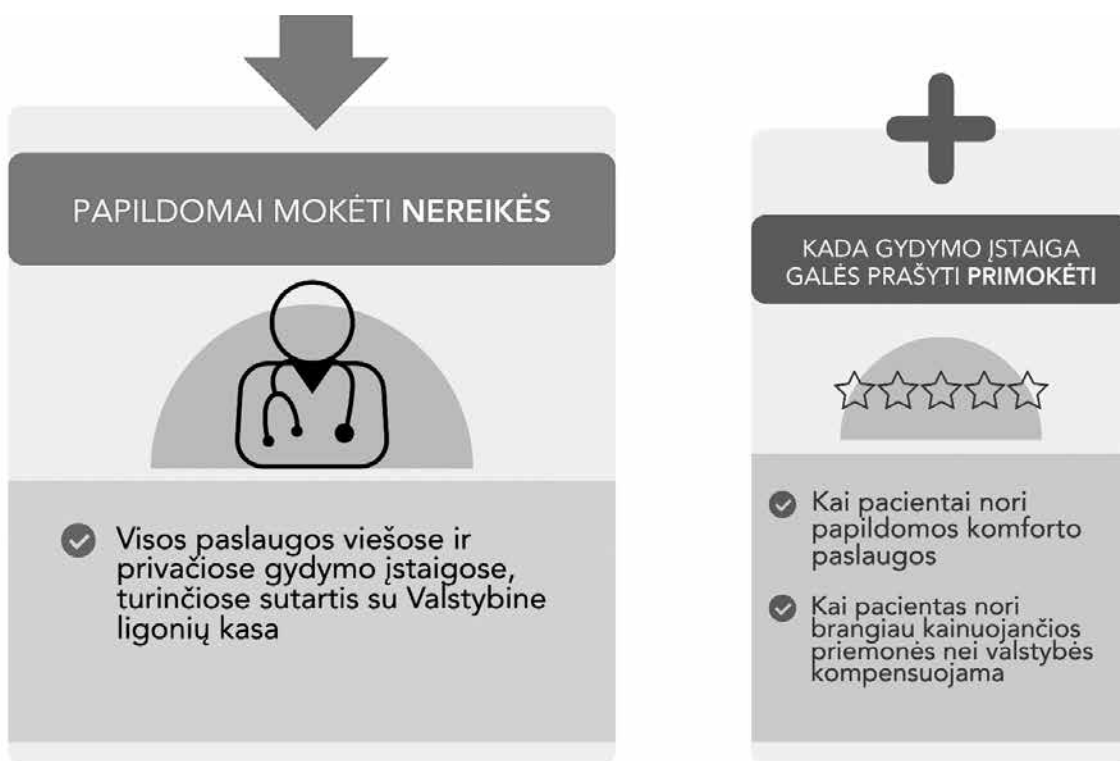 PAPILDOMAI MOKĖTI NEREIKĖS
Visos paslaugos viešose ir
privačiose gydymo įstaigose,
turinčiose sutartis su Valstybine
ligonių kasa
KADA GYDYMO ĮSTAIGA
GALĖS PRAŠYTI PRIMOKĖTI
Kai pacientai nori
papildomos komforto
paslaugos
Kai pacientas nori
brangiau kainuojančios
priemonės nei valstybės
kompensuojama